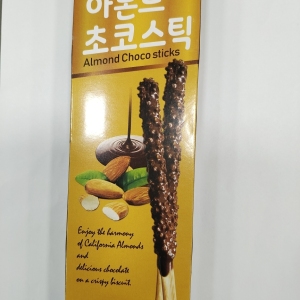 아몬드
초코스틱
Almond Choco sticks
Enjoy the harmony
of California Almonds
and
delicious chocolate
on a crispy biscuit.